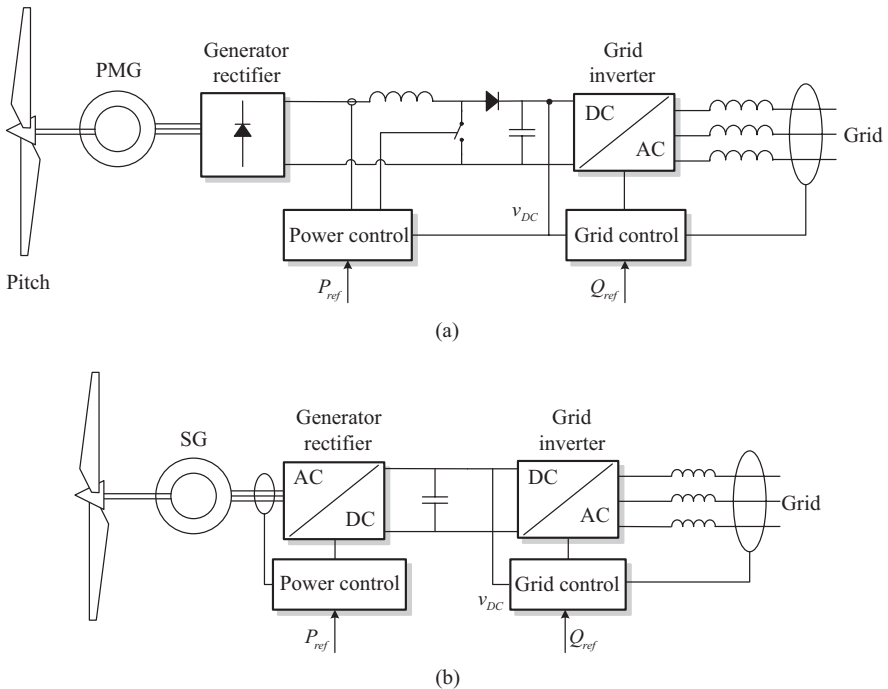 Generator
rectifier
Grid
inverter
PMG
DC
AC
Grid
v_DC
Power control
Grid control
Pitch
P_ref
Q_ref
(a)
Generator
rectifier
Grid
inverter
SG
AC
DC
DC
AC
Grid
Power control
Grid control
v_DC
P_ref
Q_ref
(b)